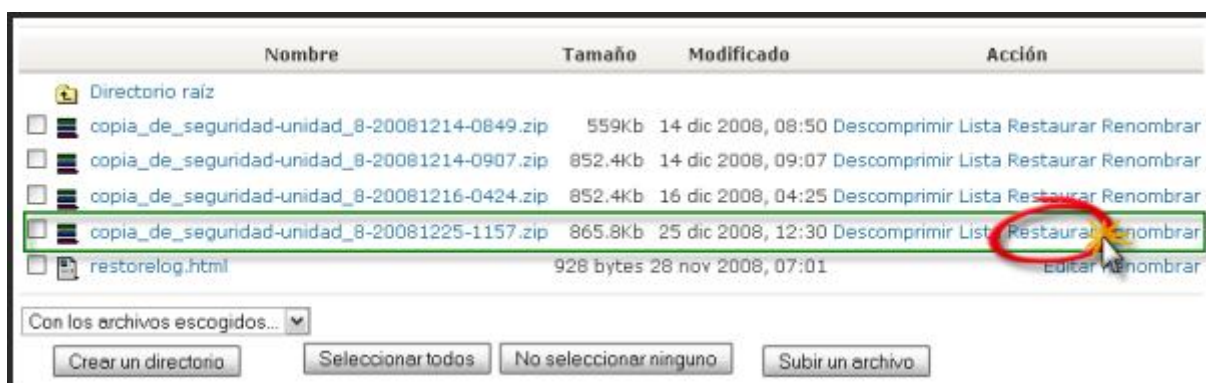 Nombre Tamaño Modificado Acción
Directorio raíz
copia_de_seguridad-unidad_8-20081214-0849.zip 559Kb 14 dic 2008, 08:50 Descomprimir Lista Restaurar Renombrar
copia_de_seguridad-unidad_8-20081214-0907.zip 852.4Kb 14 dic 2008, 09:07 Descomprimir Lista Restaurar Renombrar
copia_de_seguridad-unidad_8-20081216-0424.zip 852.4Kb 16 dic 2008, 04:25 Descomprimir Lista Restaurar Renombrar
copia_de_seguridad-unidad_8-20081225-1157.zip 865.8Kb 25 dic 2008, 12:30 Descomprimir Lista Restaurar Renombrar
restorelog.html 928 bytes 28 nov 2008, 07:01 Editar Renombrar
Con los archivos escogidos...
Crear un directorio Seleccionar todos No seleccionar ninguno Subir un archivo